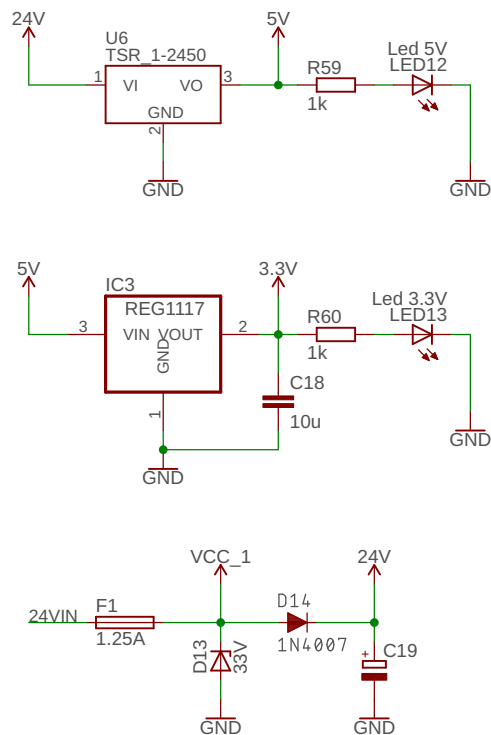 24V
5V
U6
TSR_1-2450
1
VI
VO
3
GND
2
GND
R59
1k
Led 5V
LED12
GND
5V
3.3V
IC3
REG1117
3
VIN
VOUT
2
GND
1
GND
R60
1k
C18
10u
Led 3.3V
LED13
GND
VCC_1
24V
24VIN
F1
1.25A
D13
33V
D14
1N4007
+
C19
GND
GND